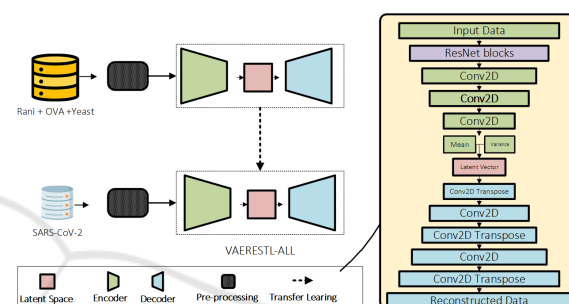 Rani + OVA +Yeast
SARS-CoV-2
VAERESTL-ALL
Latent Space
Encoder
Decoder
Pre-processing
Transfer Learing
Input Data
ResNet blocks
Conv2D
Conv2D
Conv2D
Mean
Variance
Latent Vector
Conv2D Transpose
Conv2D
Conv2D Transpose
Conv2D
Conv2D Transpose
Reconstructed Data